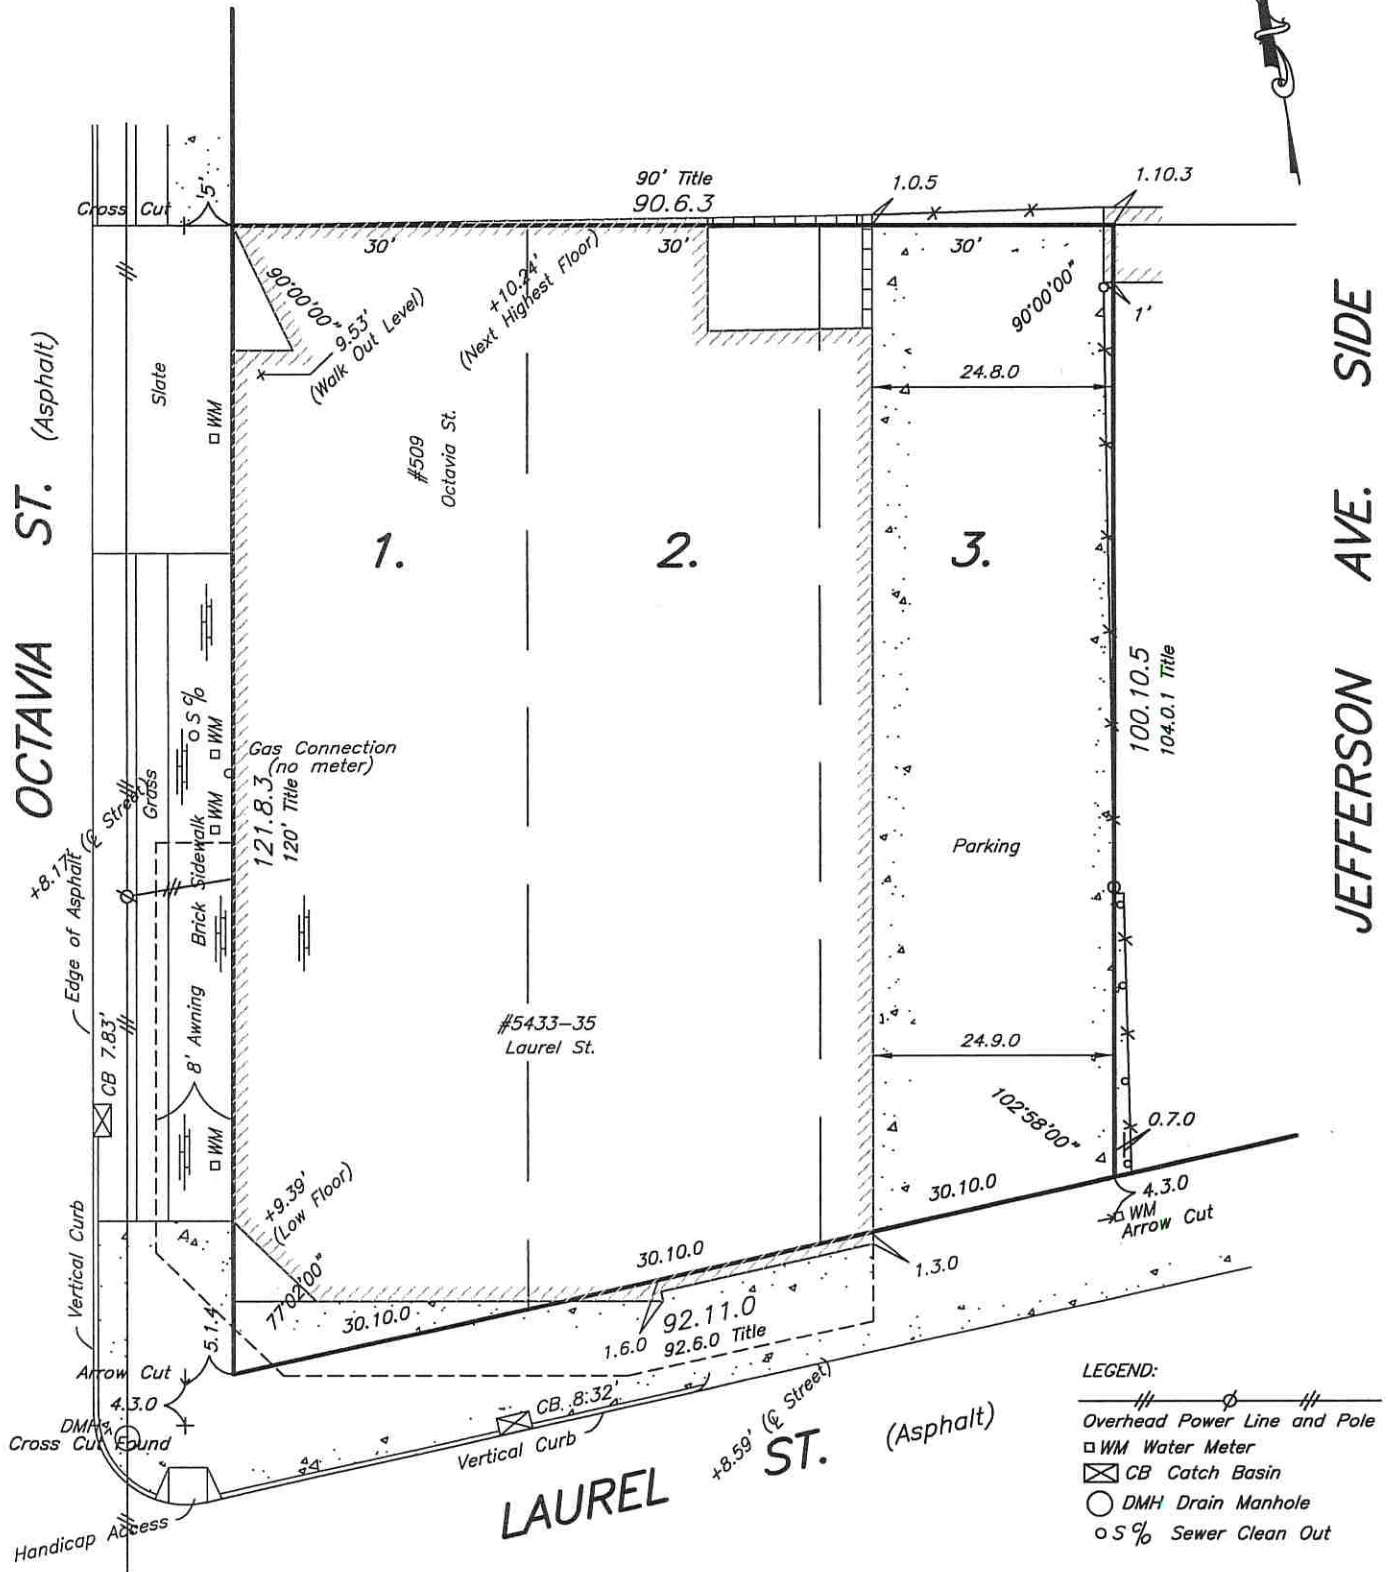 90' Title
90.6.3
1.0.5
1.10.3
5'
Cross Cut
30'
30'
30'
90°00'00"
90°00'00"
9.53'
(Walk Out Level)
+10.24'
(Next Highest Floor)
1'
24.8.0
OCTAVIA ST. (Asphalt)
Slate
WM
#509
Octavia St.
1.
2.
3.
JEFFERSON AVE. SIDE
100.10.5
104.0.1 Title
S C/O
WM
Gas Connection
(no meter)
121.8.3
120' Title
WM
Grass
Brick Sidewalk
+8.17' (℄ Street)
Edge of Asphalt
Parking
8' Awning
CB 7.83'
#5433-35
Laurel St.
24.9.0
102°58'00"
0.7.0
WM
+9.39'
(Low Floor)
30.10.0
4.3.0
WM
Arrow Cut
Vertical Curb
77°02'00"
30.10.0
30.10.0
1.3.0
92.11.0
92.6.0 Title
1.6.0
5.1.4
Arrow Cut
4.3.0
DMH
Cross Cut Found
CB 8.32'
Vertical Curb
+8.59' (℄ Street)
LAUREL ST. (Asphalt)
Handicap Access
LEGEND:
Overhead Power Line and Pole
WM Water Meter
CB Catch Basin
DMH Drain Manhole
S C/O Sewer Clean Out